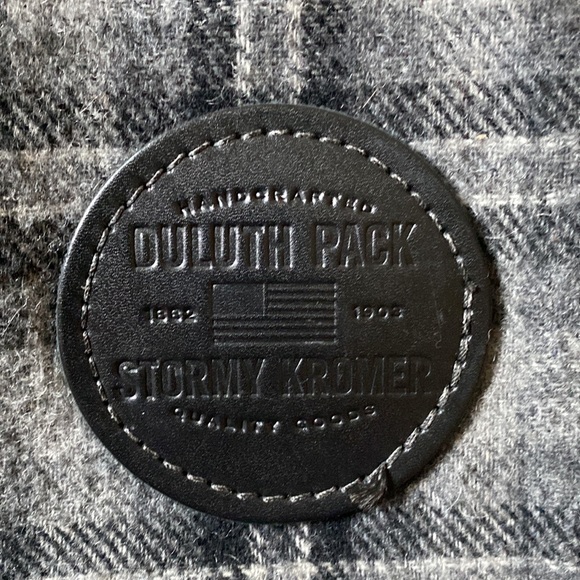 HANDCRAFTED
DULUTH PACK
1882 1903
STORMY KROMER
QUALITY GOODS